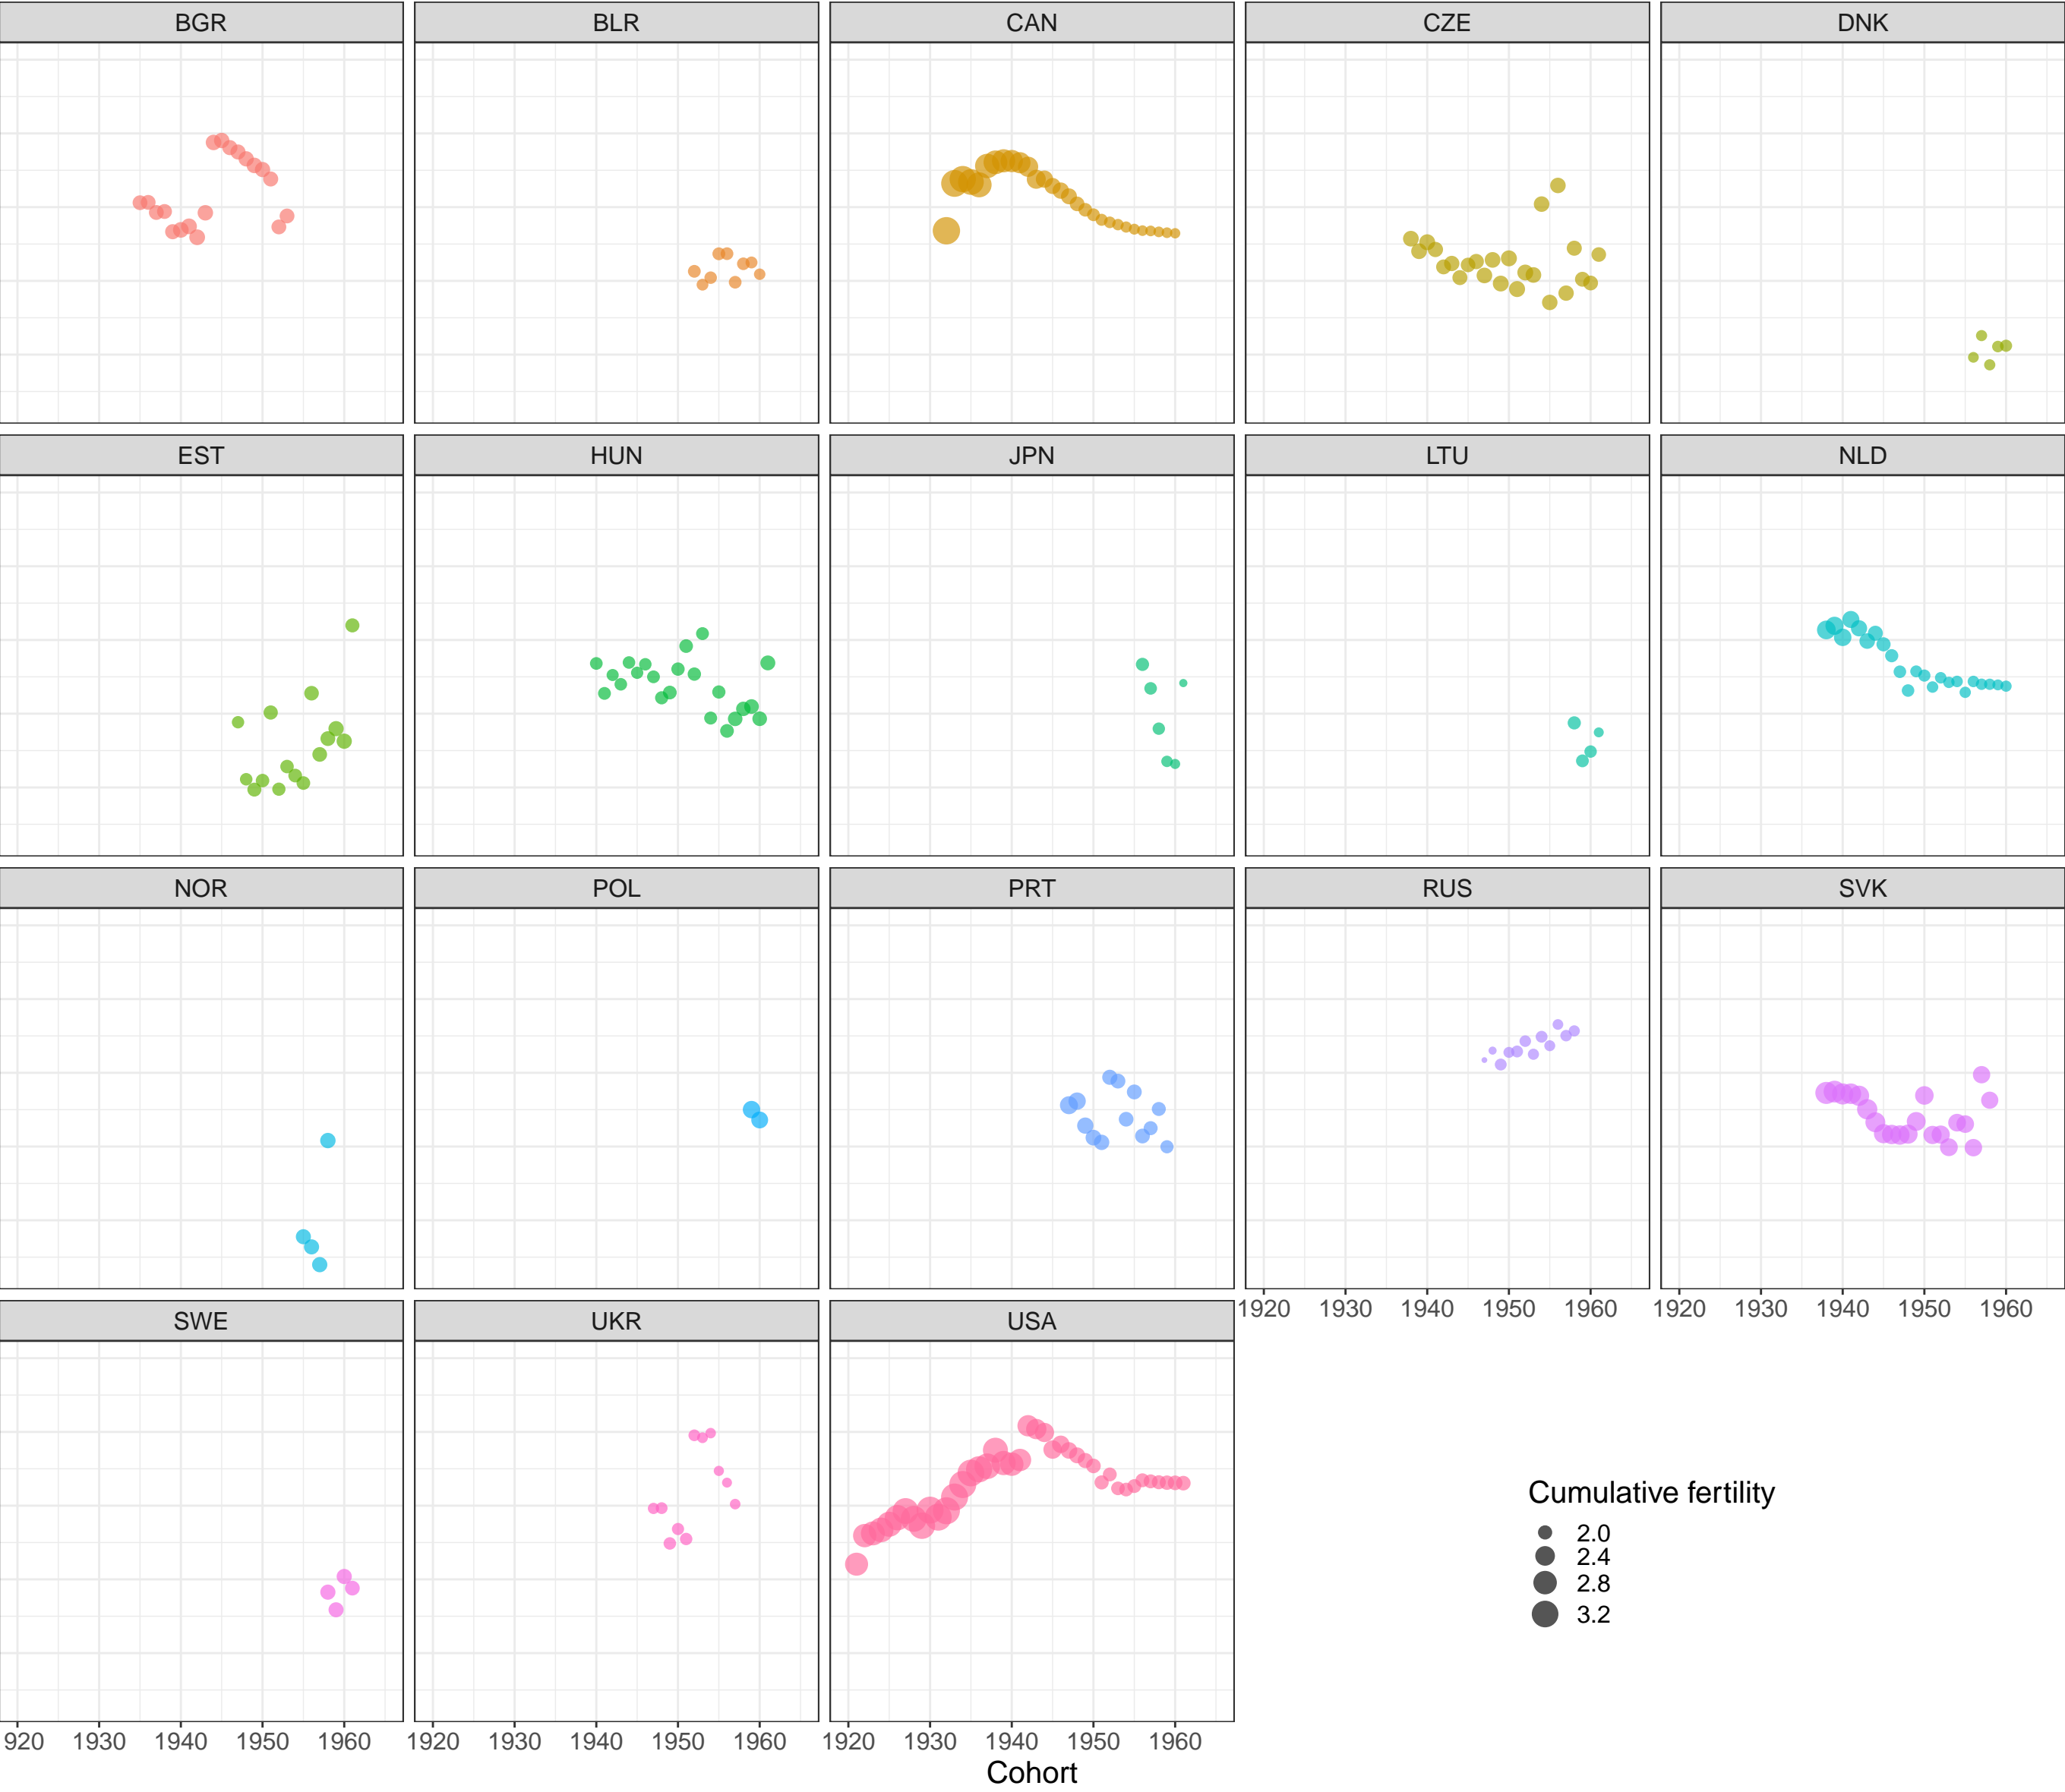 BGR BLR CAN CZE DNK
EST HUN JPN LTU NLD
NOR POL PRT RUS SVK
1920 1930 1940 1950 1960 1920 1930 1940 1950 1960
SWE UKR USA
Cumulative fertility
2.0
2.4
2.8
3.2
920 1930 1940 1950 1960 1920 1930 1940 1950 1960 1920 1930 1940 1950 1960
Cohort